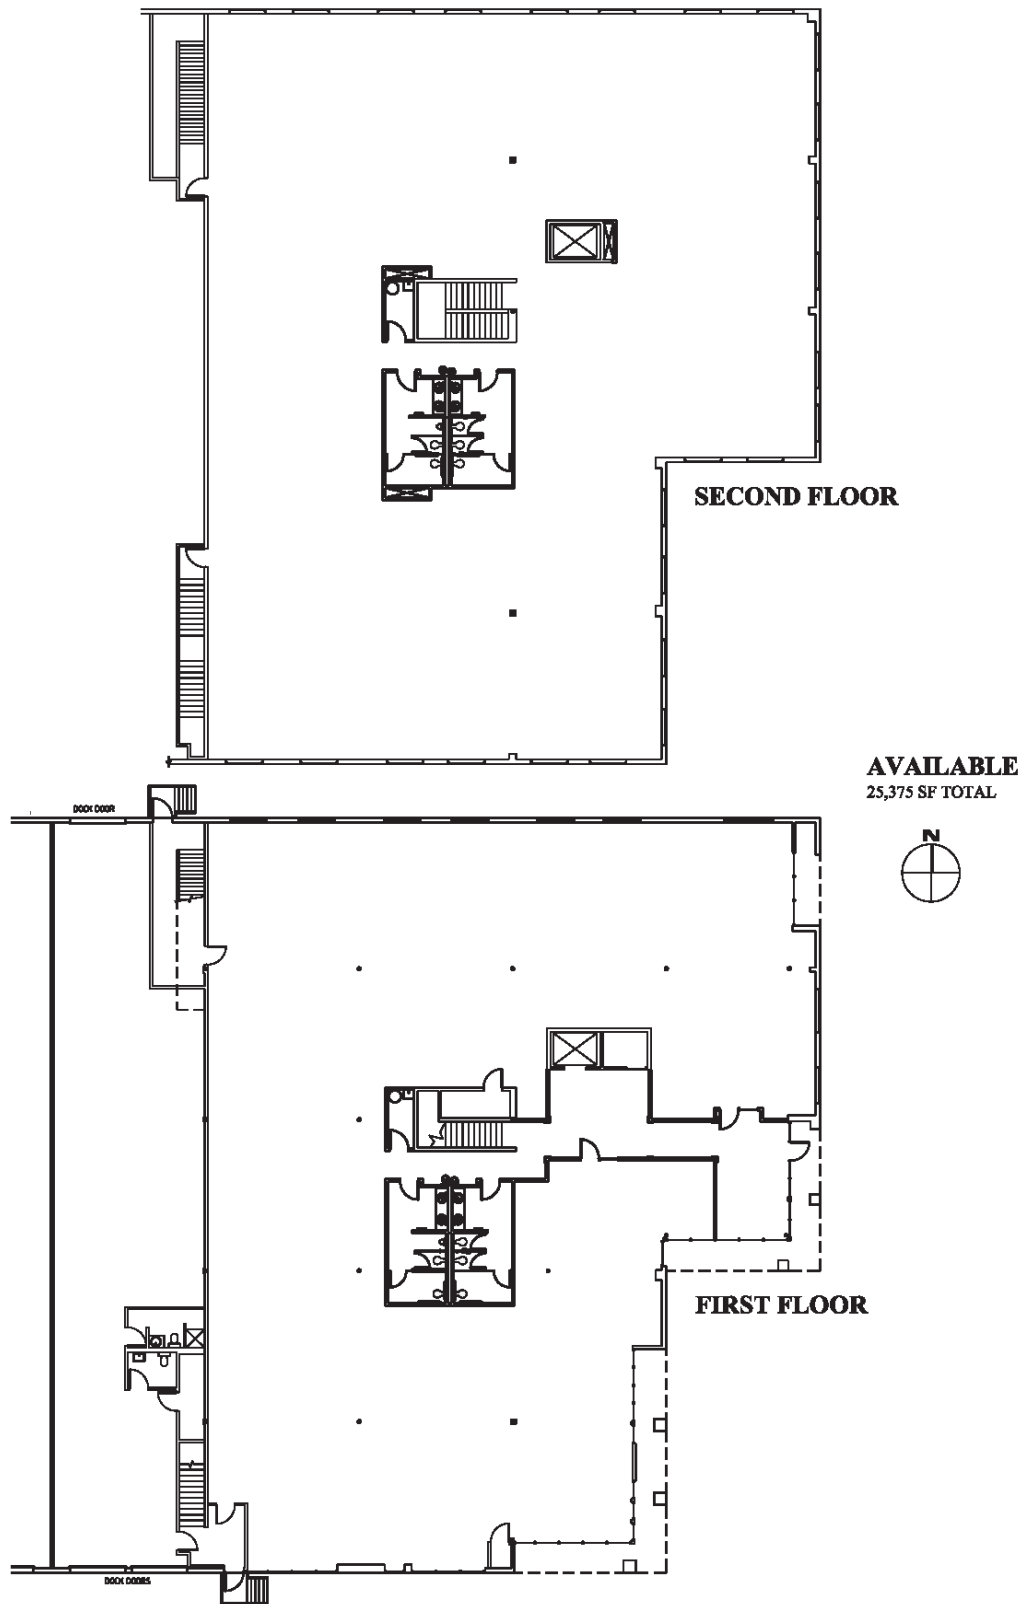 SECOND FLOOR
AVAILABLE
25,375 SF TOTAL
DOCK DOOR
N
FIRST FLOOR
DOCK DOORS